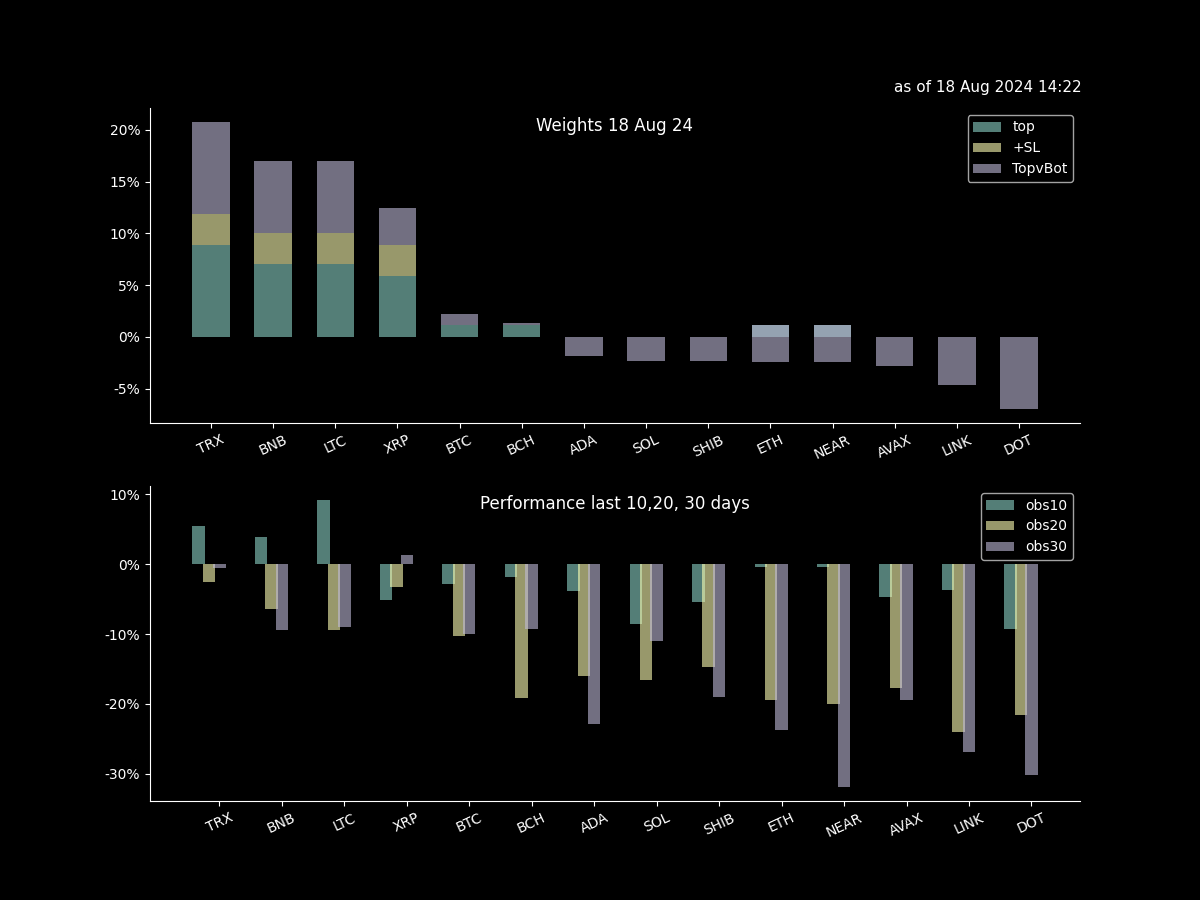 as of 18 Aug 2024 14:22
Weights 18 Aug 24
top
+SL
TopvBot
20%
15%
10%
5%
0%
-5%
TRX BNB LTC XRP BTC BCH ADA SOL SHIB ETH NEAR AVAX LINK DOT
Performance last 10,20, 30 days
obs10
obs20
obs30
10%
0%
-10%
-20%
-30%
TRX BNB LTC XRP BTC BCH ADA SOL SHIB ETH NEAR AVAX LINK DOT